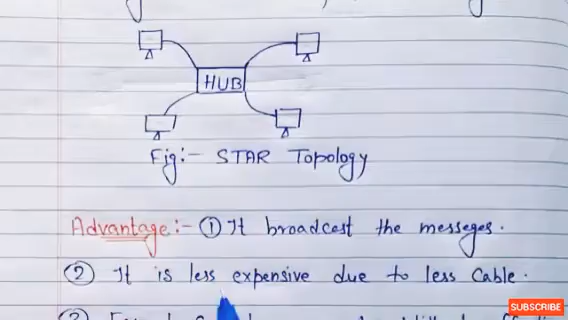 HUB
Fig:- STAR Topology
Advantage:- ① It broadcast the messeges.
② It is less expensive due to less Cable.
SUBSCRIBE